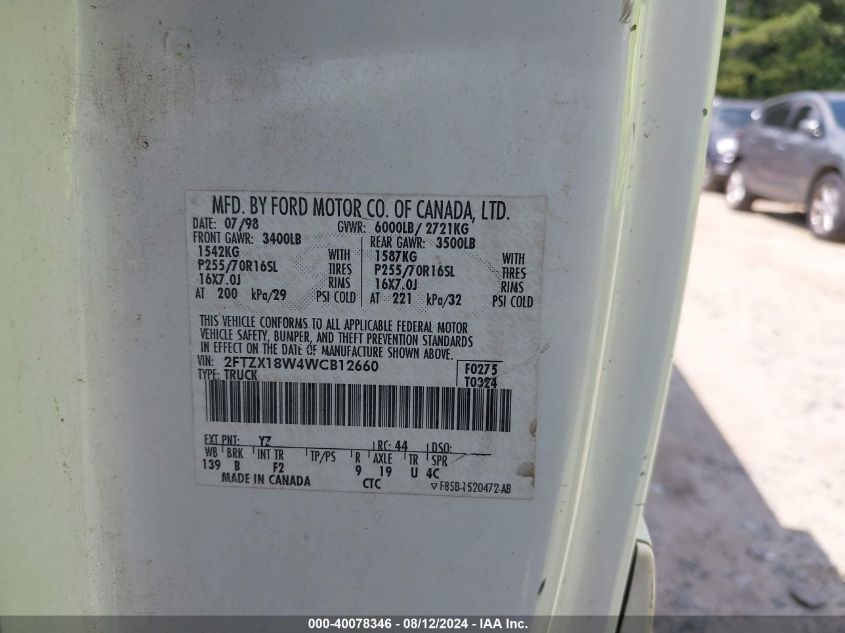 MFD. BY FORD MOTOR CO. OF CANADA, LTD.
DATE: 07/98 GVWR: 6000LB/ 2721KG
FRONT GAWR: 3400LB REAR GAWR: 3500LB
1542KG WITH 1587KG WITH
P255/70R16SL TIRES P255/70R16SL TIRES
16X7.0J RIMS 16X7.0J RIMS
AT 200 kPa/29 PSI COLD AT 221 kPa/32 PSI COLD
THIS VEHICLE CONFORMS TO ALL APPLICABLE FEDERAL MOTOR
VEHICLE SAFETY, BUMPER, AND THEFT PREVENTION STANDARDS
IN EFFECT ON THE DATE OF MANUFACTURE SHOWN ABOVE.
VIN: 2FTZX18W4WCB12660 F0275
TYPE: TRUCK T0324
EXT PNT: YZ RC: 44 DSO:
WB BRK INT TR TP/PS R AXLE TR SPR
139 B F2 9 19 U 4C
MADE IN CANADA CTC F85B-1520472-AB
000-40078346 - 08/12/2024 - IAA Inc.